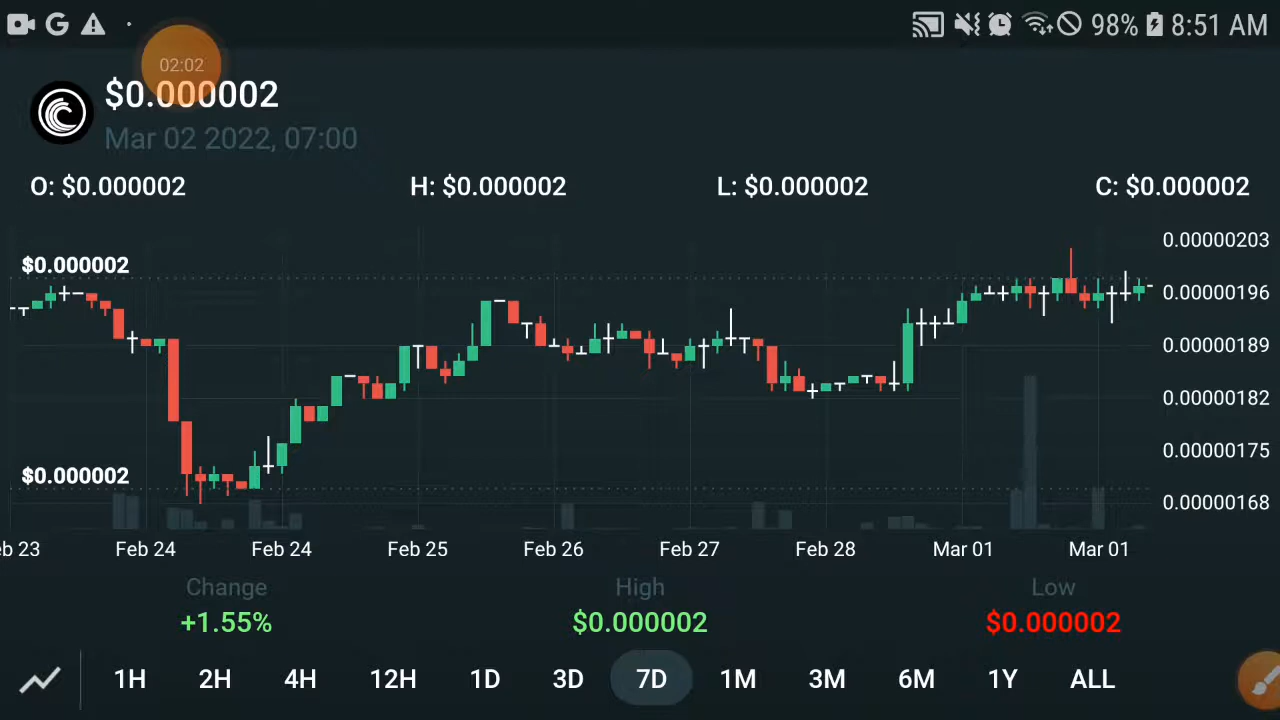 G 98% 8:51 AM
02:02
$0.000002
Mar 02 2022, 07:00
O: $0.000002 H: $0.000002 L: $0.000002 C: $0.000002
0.00000203
$0.000002
0.00000196
0.00000189
0.00000182
0.00000175
$0.000002
0.00000168
eb 23 Feb 24 Feb 24 Feb 25 Feb 26 Feb 27 Feb 28 Mar 01 Mar 01
Change High Low
+1.55% $0.000002 $0.000002
1H 2H 4H 12H 1D 3D 7D 1M 3M 6M 1Y ALL